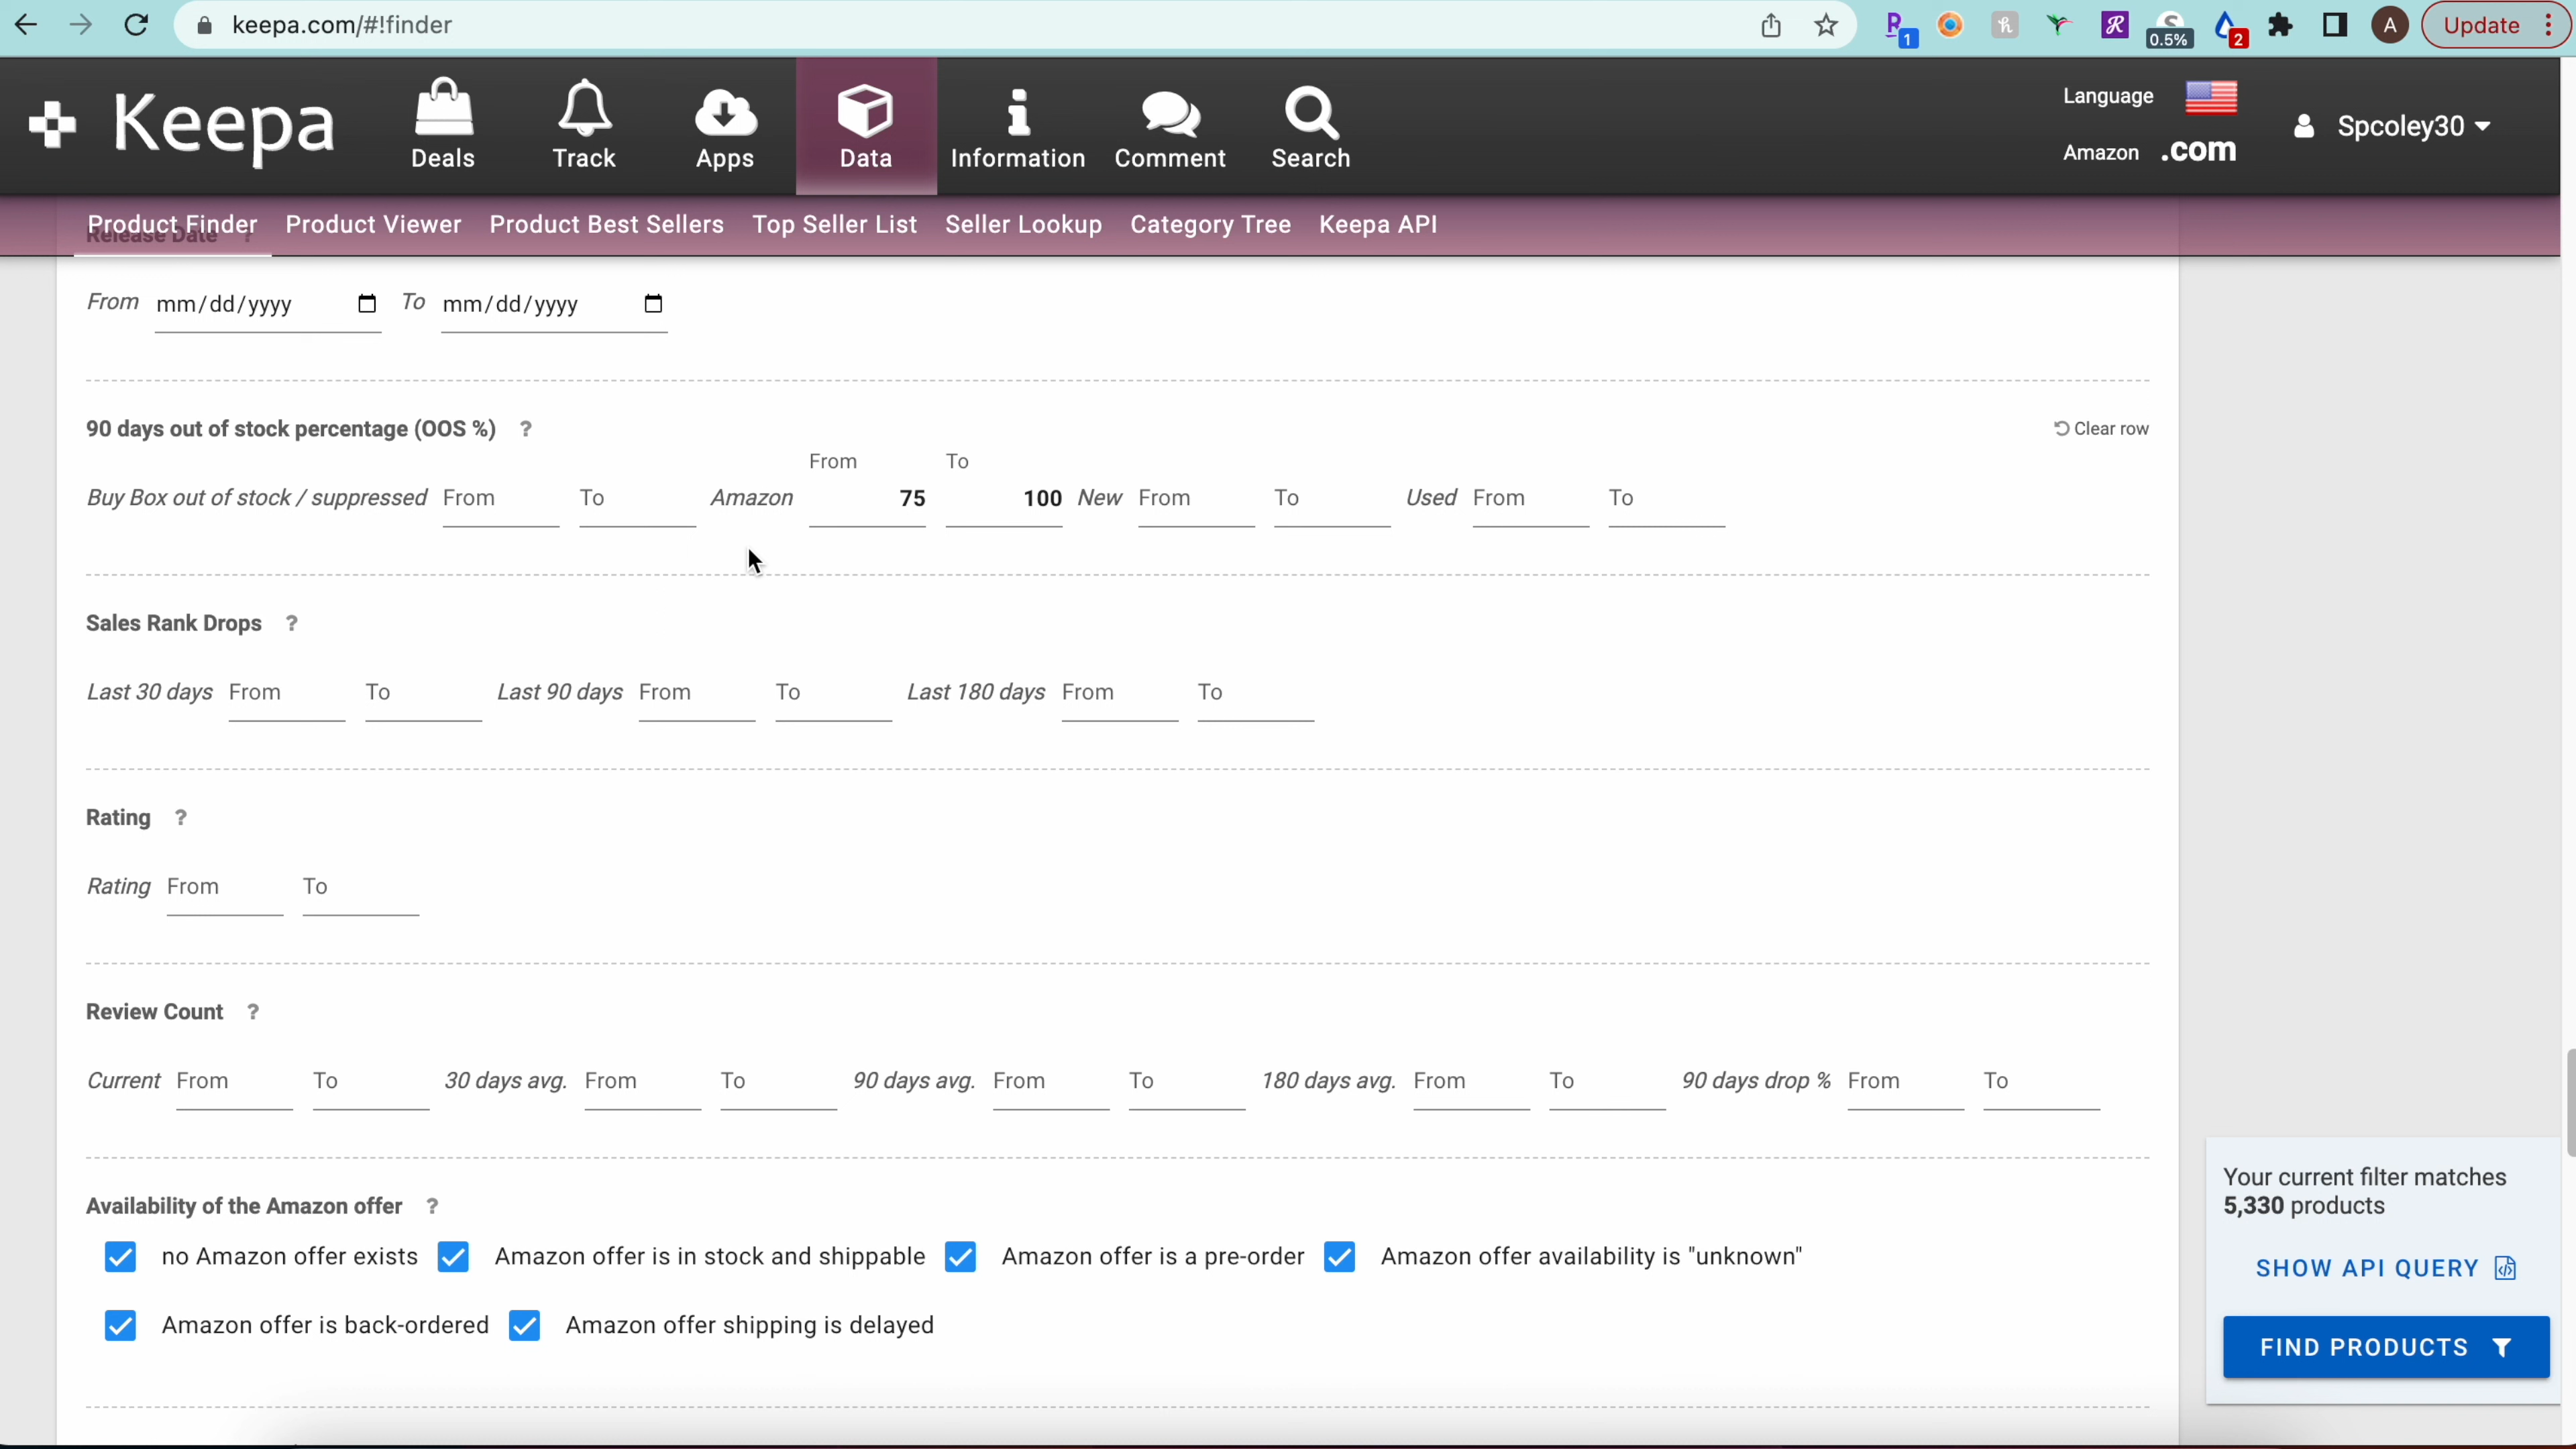 keepa.com/#!finder
1
0.5%
2
A
Update
Keepa
Deals
Track
Apps
Data
Information
Comment
Search
Language
Amazon .com
Spcoley30
Product Finder Product Viewer Product Best Sellers Top Seller List Seller Lookup Category Tree Keepa API
Release Date ?
From mm/dd/yyyy To mm/dd/yyyy
90 days out of stock percentage (OOS %) ? Clear row
From To
Buy Box out of stock / suppressed From To Amazon 75 100 New From To Used From To
Sales Rank Drops ?
Last 30 days From To Last 90 days From To Last 180 days From To
Rating ?
Rating From To
Review Count ?
Current From To 30 days avg. From To 90 days avg. From To 180 days avg. From To 90 days drop % From To
Availability of the Amazon offer ?
no Amazon offer exists Amazon offer is in stock and shippable Amazon offer is a pre-order Amazon offer availability is "unknown"
Amazon offer is back-ordered Amazon offer shipping is delayed
Your current filter matches
5,330 products
SHOW API QUERY
FIND PRODUCTS